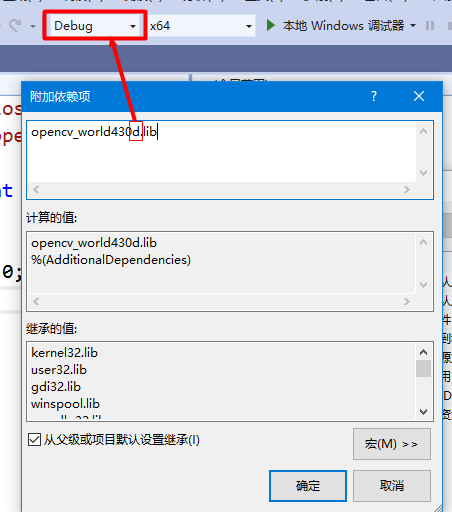 Debug
x64
本地 Windows 调试器
附加依赖项
opencv_world430d.lib
计算的值:
opencv_world430d.lib
%(AdditionalDependencies)
继承的值:
kernel32.lib
user32.lib
gdi32.lib
winspool.lib
从父级或项目默认设置继承(I)
宏(M) >>
确定
取消